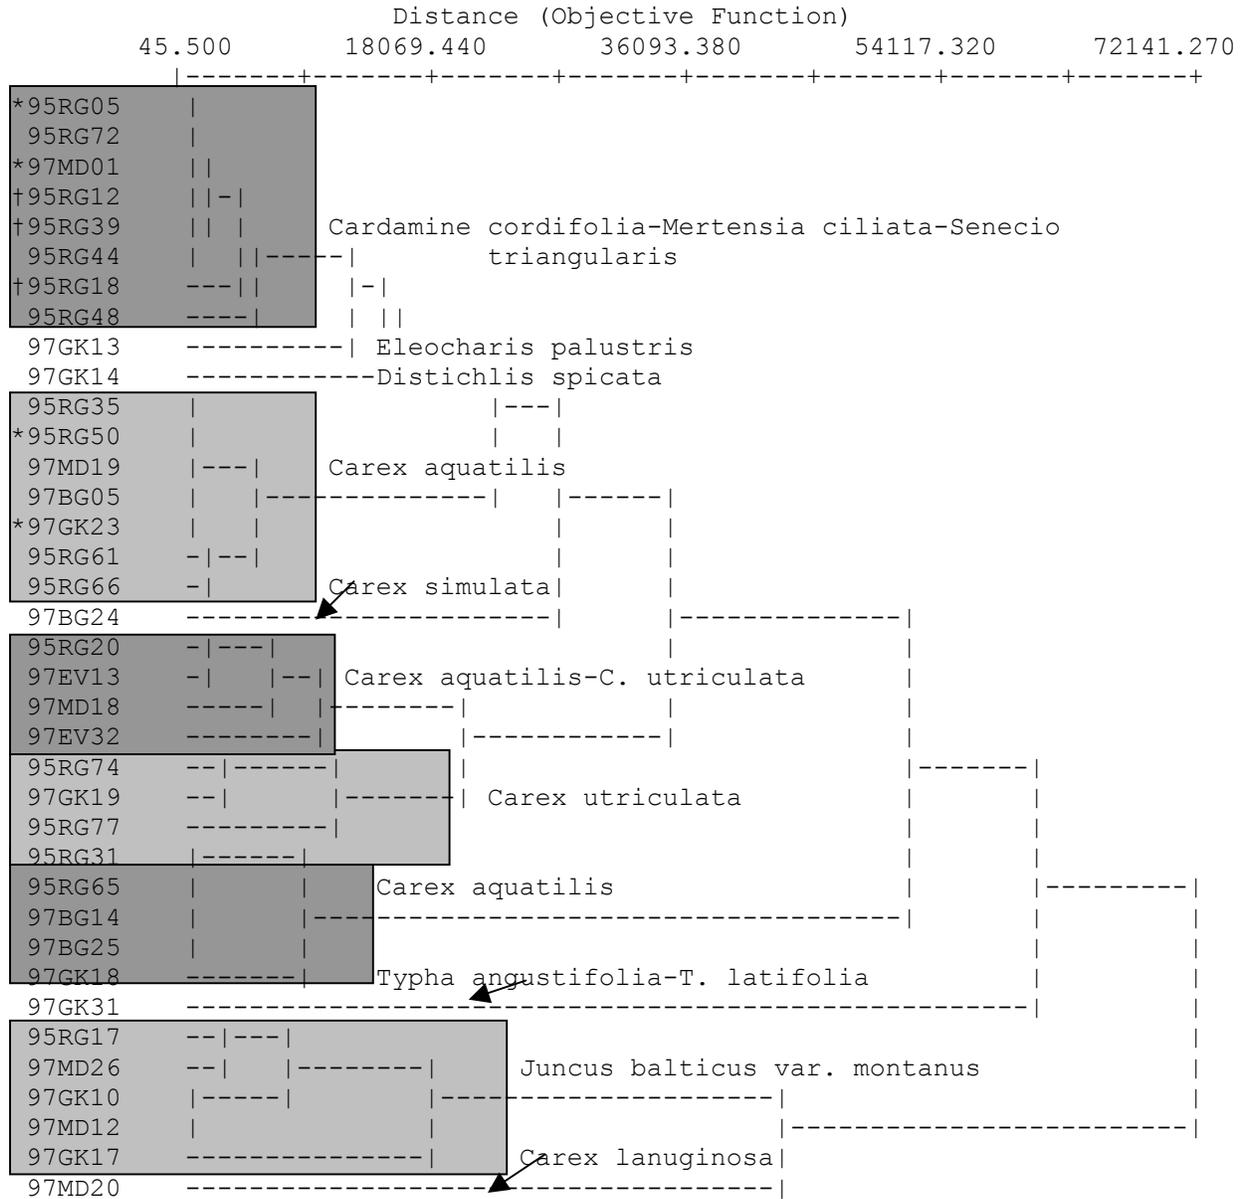 Distance (Objective Function)
45.500 18069.440 36093.380 54117.320 72141.270
|-------+-------+-------+-------+-------+-------+-------+-------+
*95RG05 |
95RG72 |
*97MD01 ||
†95RG12 ||-|
†95RG39 || | Cardamine cordifolia-Mertensia ciliata-Senecio
95RG44 | ||-----| triangularis
†95RG18 ---|| |-|
95RG48 ----| | ||
97GK13 ----------| Eleocharis palustris
97GK14 ------------Distichlis spicata
95RG35 | |---|
*95RG50 | | |
97MD19 |---| Carex aquatilis
97BG05 | |--------------| |------|
*97GK23 | | | |
95RG61 -|--| | |
95RG66 -| Carex simulata| |
97BG24 -----------------------| |--------------|
95RG20 -|---| | |
97EV13 -| |--| Carex aquatilis-C. utriculata |
97MD18 -----| |--------| | |
97EV32 --------| |------------| |
95RG74 --|------| | |-------|
97GK19 --| |-------| Carex utriculata | |
95RG77 ---------| | |
95RG31 |------| | |
95RG65 | | Carex aquatilis | |---------|
97BG14 | |-------------------------------------| | |
97BG25 | | | |
97GK18 -------| Typha angustifolia-T. latifolia | |
97GK31 -----------------------------------------------------| |
95RG17 --|---| |
97MD26 --| |--------| Juncus balticus var. montanus |
97GK10 |-----| |---------------------| |
97MD12 | | |-------------------------|
97GK17 ---------------| Carex lanuginosa|
97MD20 -------------------------------------|